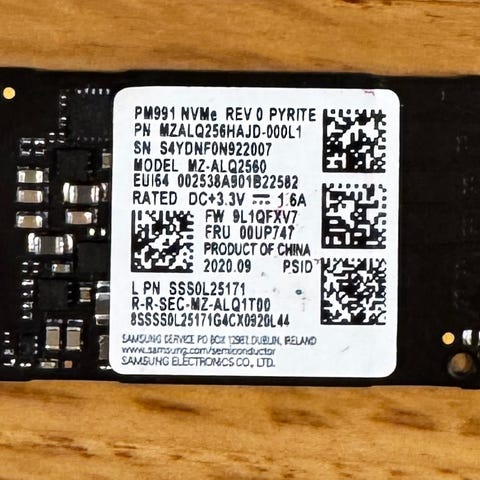 PM991 NVMe REV 0 PYRITE
PN MZALQ256HAJD-000L1
SN S4YDNF0N922007
MODEL MZ-ALQ2560
EUI64 002538A901B22582
RATED DC+3.3V ⎓ 1.6A
FW 9L1QFXV7
FRU 00UP747
PRODUCT OF CHINA
2020.09 PSID
L PN SSS0L25171
R-R-SEC-MZ-ALQ1T00
8SSSS0L25171G4CX0920L44
SAMSUNG SERVICE PO BOX 12987, DUBLIN, IRELAND
www.samsung.com/semiconductor
SAMSUNG ELECTRONICS CO., LTD.